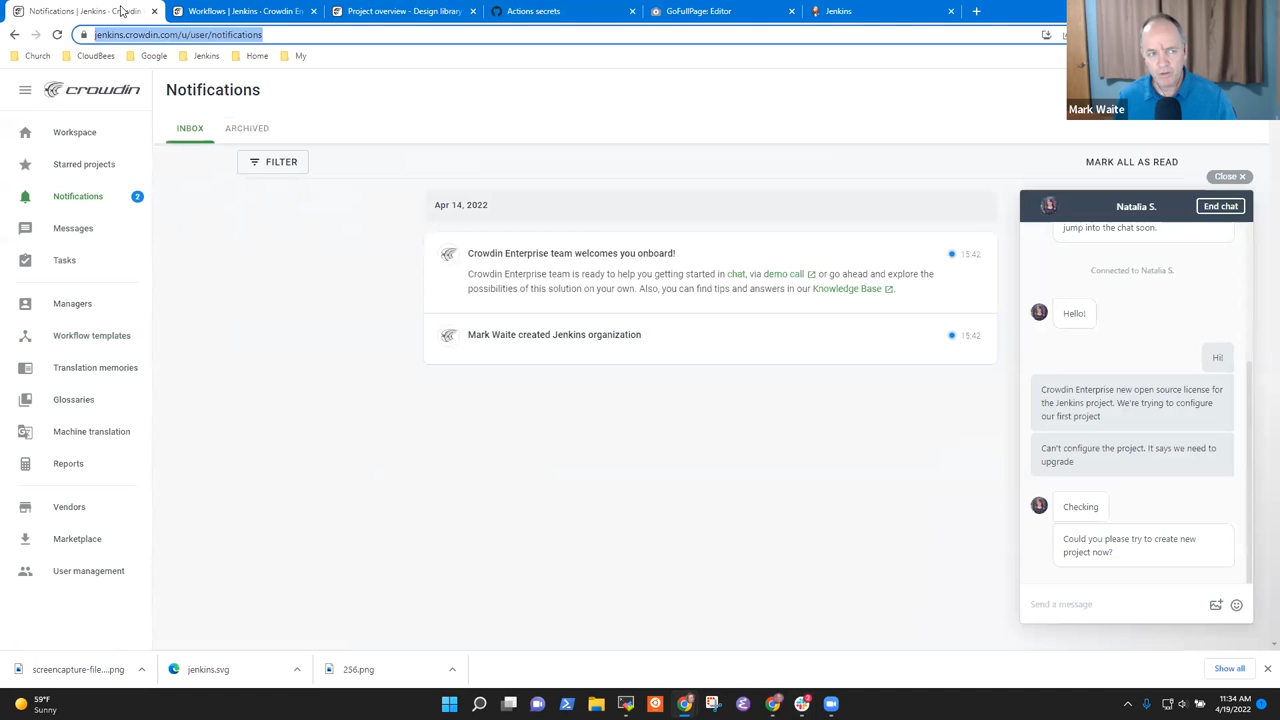 Notifications | Jenkins · Crowdin
Workflows | Jenkins · Crowdin En
Project overview – Design library
Actions secrets
GoFullPage: Editor
Jenkins
jenkins.crowdin.com/u/user/notifications
Church
CloudBees
Google
Jenkins
Home
My
Mark Waite
crowdin
Notifications
INBOX
ARCHIVED
FILTER
MARK ALL AS READ
Close
Workspace
Starred projects
Notifications
2
Messages
Tasks
Managers
Workflow templates
Translation memories
Glossaries
Machine translation
Reports
Vendors
Marketplace
User management
Apr 14, 2022
Crowdin Enterprise team welcomes you onboard!
15:42
Crowdin Enterprise team is ready to help you getting started in chat, via demo call or go ahead and explore the
possibilities of this solution on your own. Also, you can find tips and answers in our Knowledge Base.
Mark Waite created Jenkins organization
15:42
Natalia S.
End chat
jump into the chat soon.
Connected to Natalia S.
Hello!
Hi!
Crowdin Enterprise new open source license for
the Jenkins project. We're trying to configure
our first project
Can't configure the project. It says we need to
upgrade
Checking
Could you please try to create new
project now?
Send a message
screencapture-file....png
jenkins.svg
256.png
Show all
59°F
Sunny
11:34 AM
4/19/2022